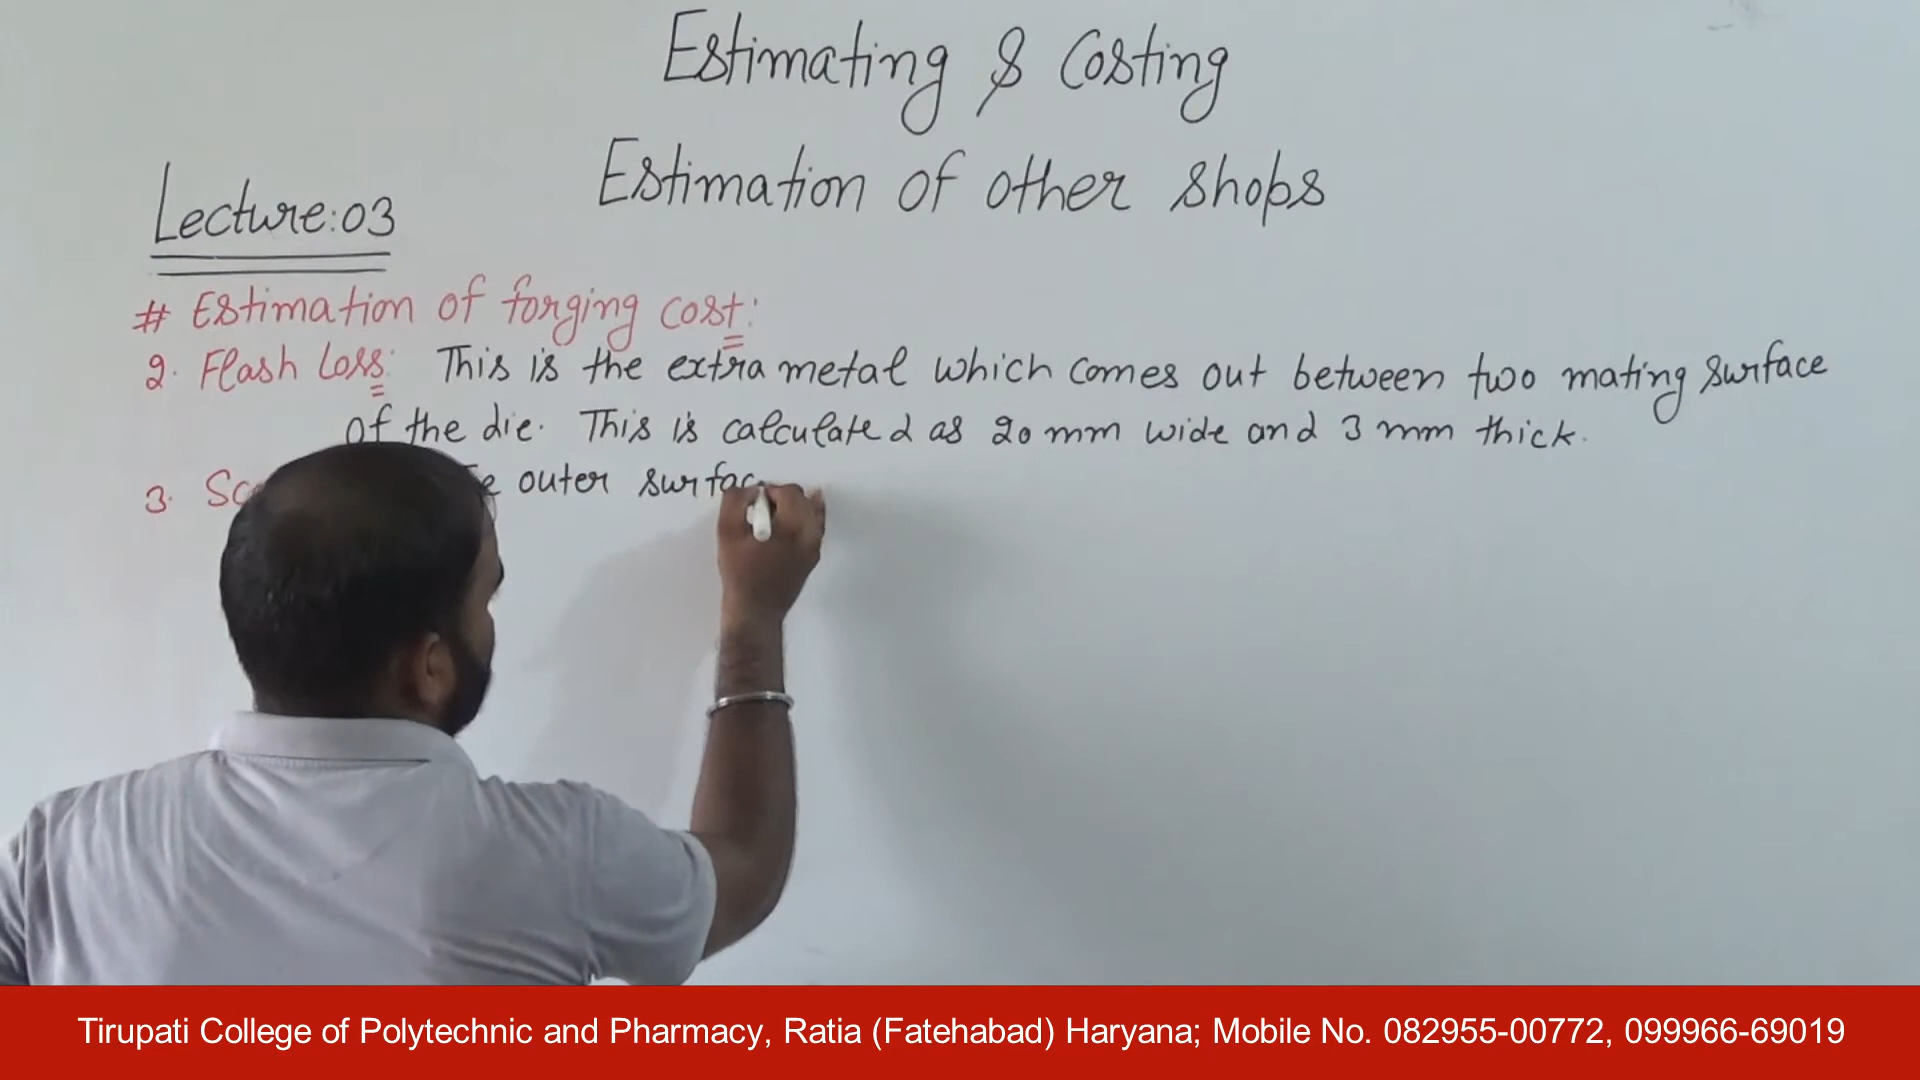 Estimating & Costing
Estimation of other shops
Lecture:03
# Estimation of forging cost:
2. Flash Loss: This is the extra metal which comes out between two mating surface
of the die. This is calculated as 20 mm wide and 3 mm thick.
3. outer
Tirupati College of Polytechnic and Pharmacy, Ratia (Fatehabad) Haryana; Mobile No. 082955-00772, 099966-69019